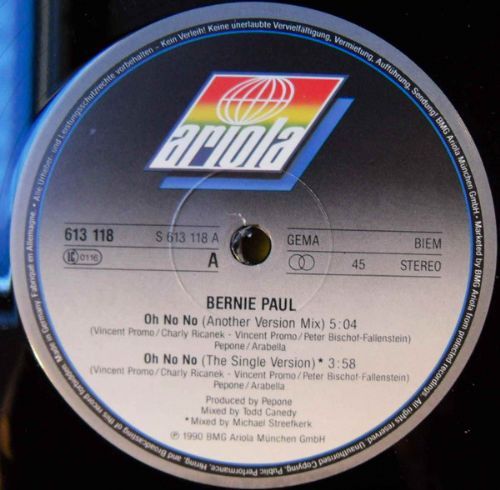 Alle Urheber- und Leistungsschutzrechte vorbehalten – Kein Verleih! Keine unerlaubte Vervielfältigung, Vermietung, Aufführung, Sendung! BMG Ariola München GmbH · Marketed by BMG Ariola
ariola
613 118
S 613 118 A
GEMA
BIEM
LC 0116
A
45
STEREO
BERNIE PAUL
Oh No No (Another Version Mix) 5:04
(Vincent Promo/Charly Ricanek - Vincent Promo/Peter Bischof-Fallenstein)
Pepone/Arabella
Oh No No (The Single Version)* 3:58
(Vincent Promo/Charly Ricanek - Vincent Promo/Peter Bischof-Fallenstein)
Pepone/Arabella
Produced by Pepone
Mixed by Todd Canedy
*Mixed by Michael Streefkerk
℗ 1990 BMG Ariola München GmbH
from protected recordings. All rights reserved. Unauthorised Copying, Public Performance, Hiring, and Broadcasting of this record forbidden. Made in Germany Fabriqué en Allemagne.